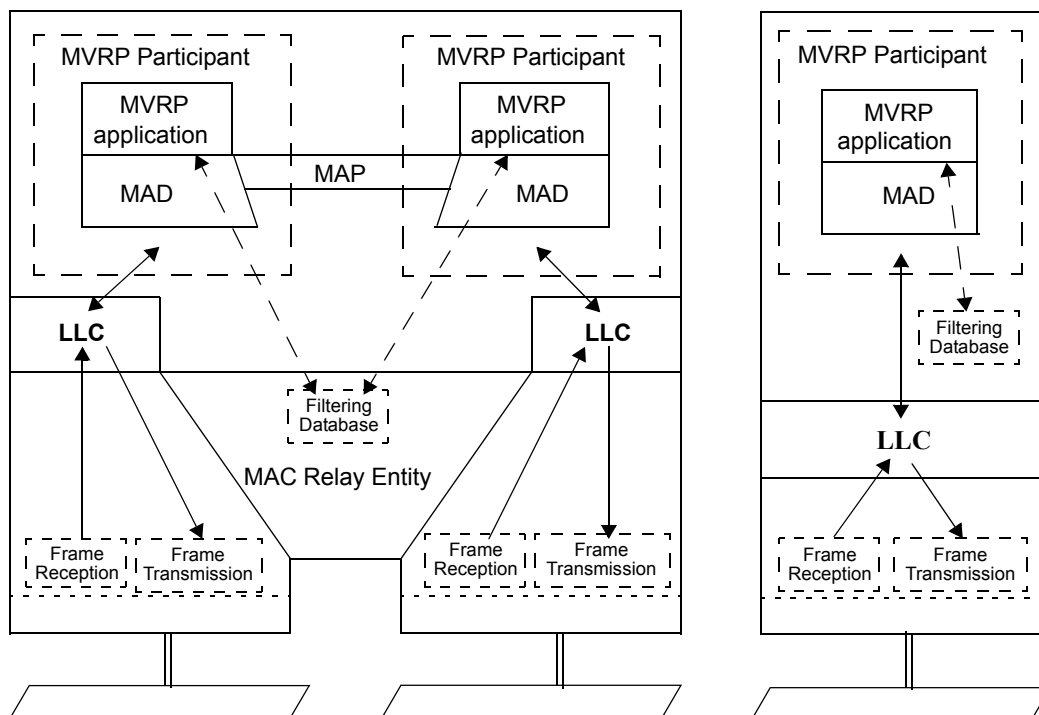 MVRP Participant
MVRP
application
MAD
MAP
MVRP Participant
MVRP
application
MAD
LLC
LLC
Filtering
Database
MAC Relay Entity
Frame
Reception
Frame
Transmission
Frame
Reception
Frame
Transmission
MVRP Participant
MVRP
application
MAD
Filtering
Database
LLC
Frame
Reception
Frame
Transmission